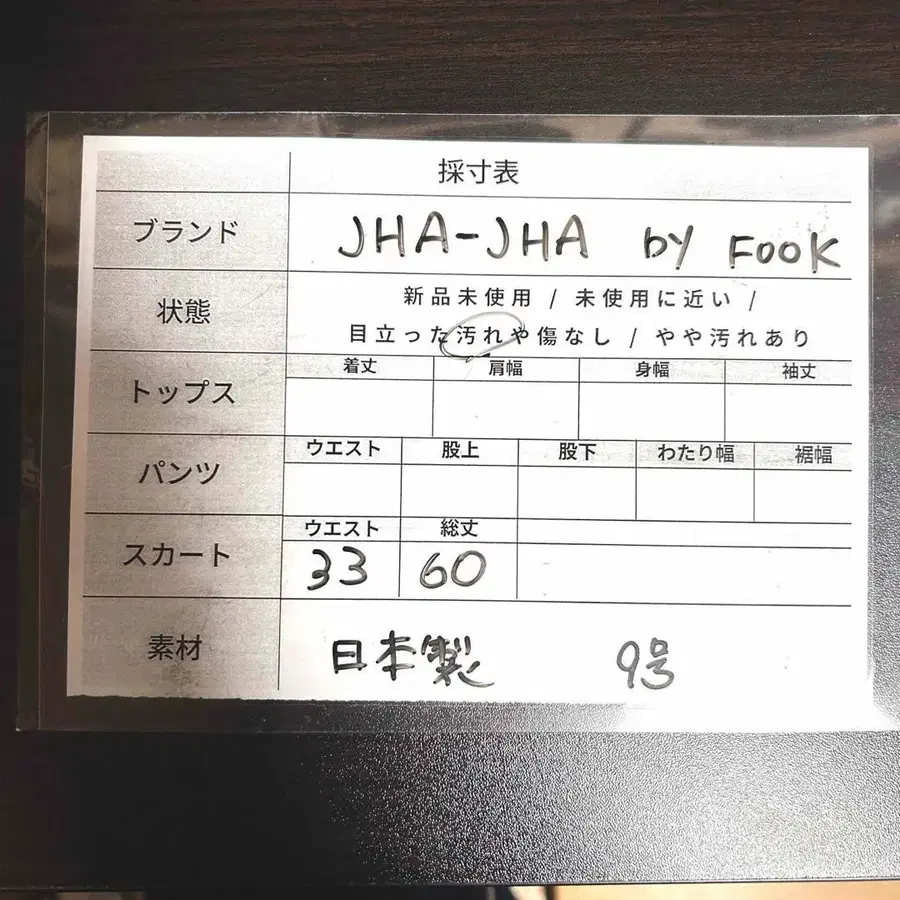 採寸表
ブランド JHA-JHA by FOOK
状態 新品未使用 / 未使用に近い /
目立った汚れや傷なし / やや汚れあり
トップス 着丈 肩幅 身幅 袖丈
パンツ ウエスト 股上 股下 わたり幅 裾幅
スカート ウエスト 総丈
33 60
素材 日本製 9号